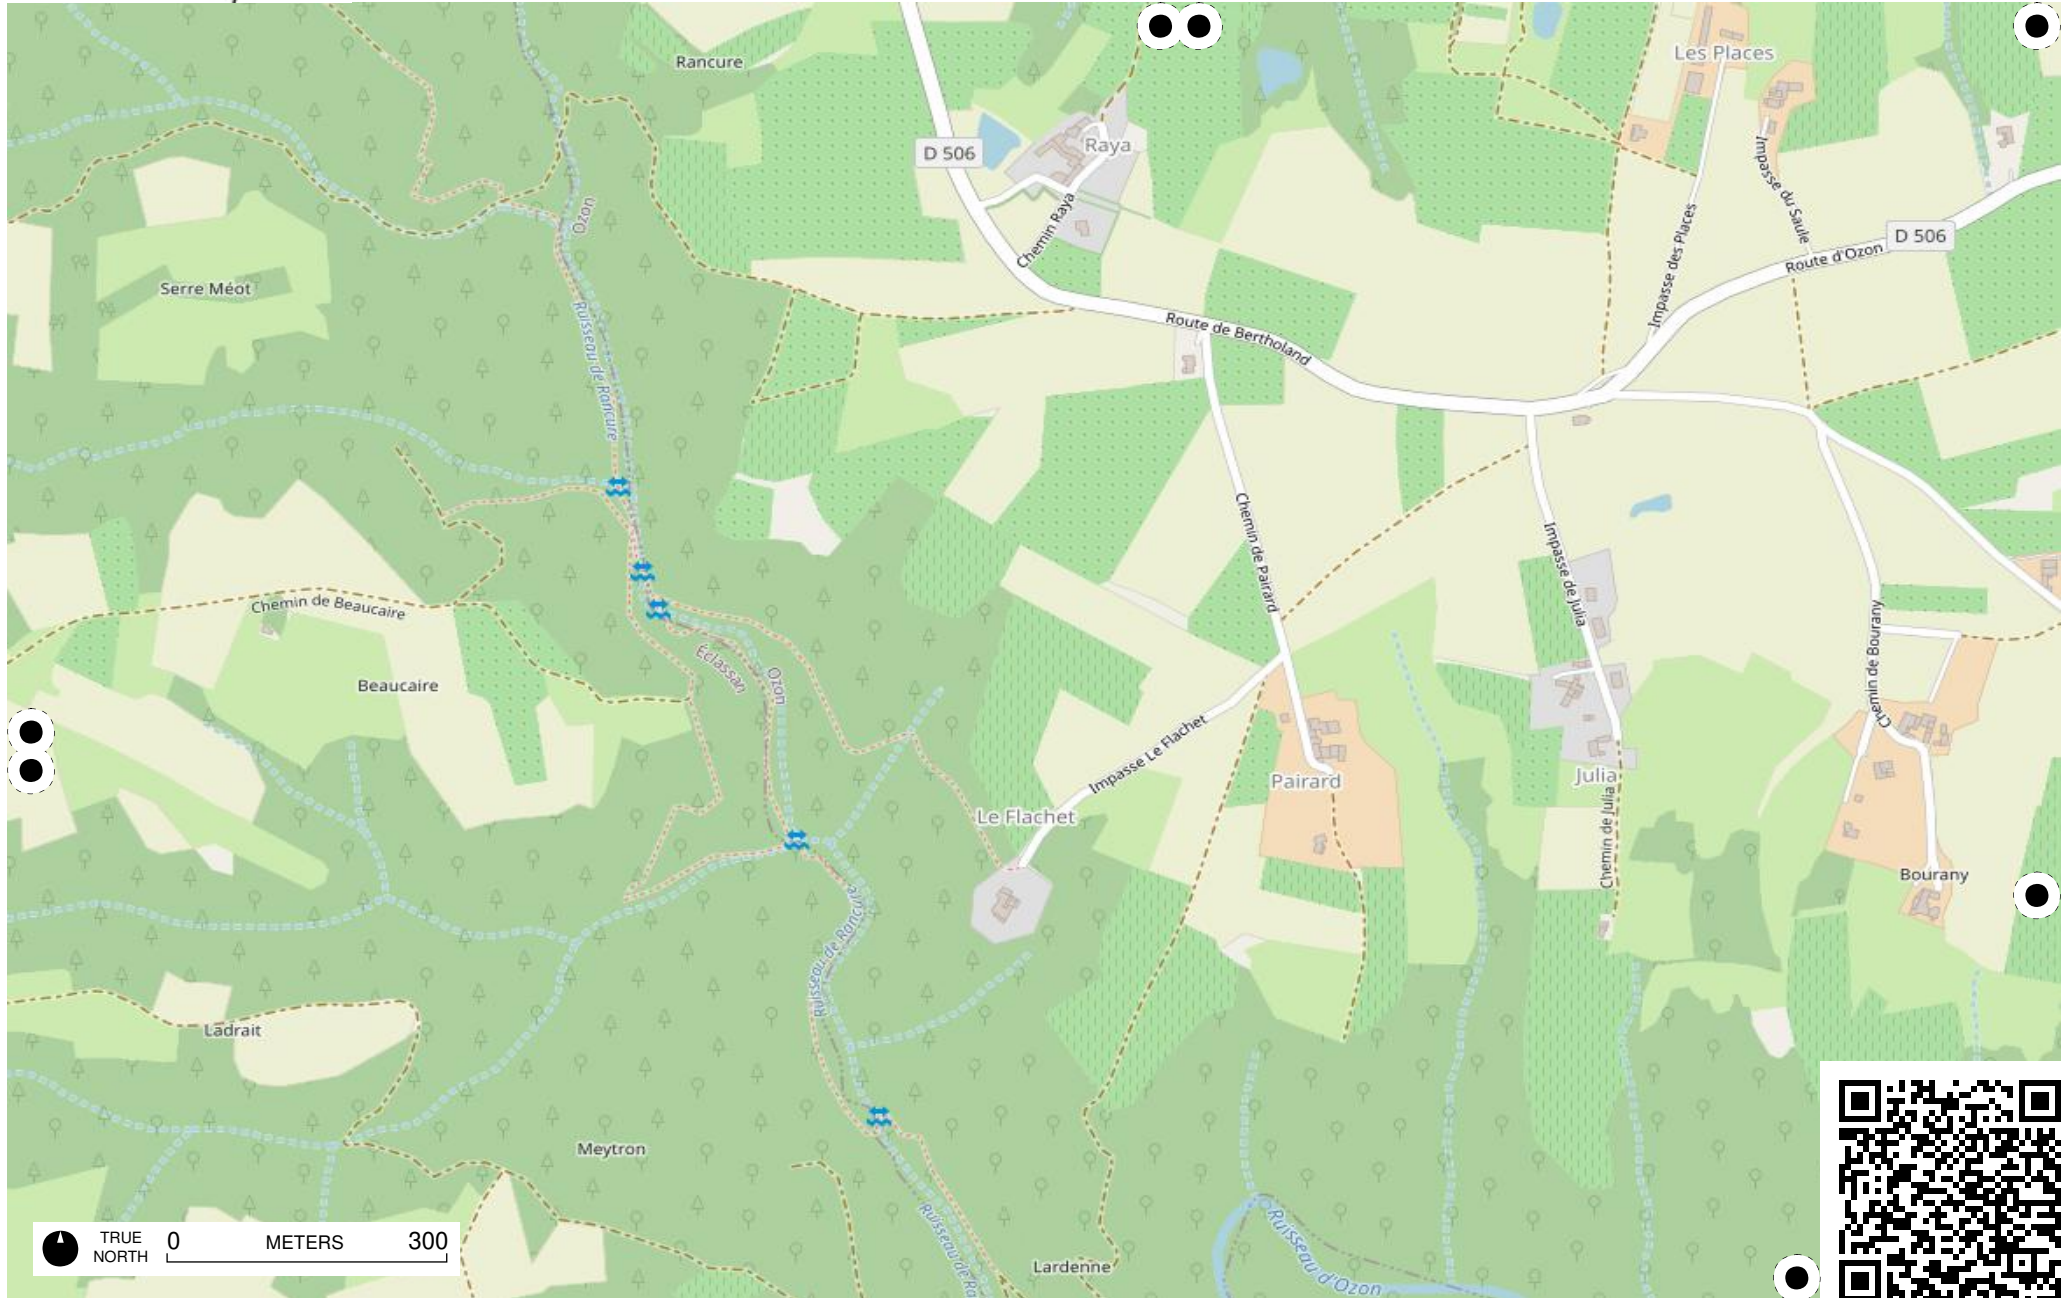 Rancure
Les Places
D 506
Raya
Impasse du Saule
Ozon
Chemin Raya
Impasse des Places
D 506
Route d'Ozon
Serre Méot
Ruisseau de Rancure
Route de Bertholand
Chemin de Pairard
Impasse de Julia
Chemin de Beaucaire
Chemin de Bourany
Éclassan
Ozon
Beaucaire
Impasse Le Flachet
Pairard
Julia
Chemin de Julia
Le Flachet
Bourany
Ruisseau de Rancure
Ladrait
Meytron
Ruisseau de Ra
Ruisseau d'Ozon
Lardenne
TRUE
NORTH
0 METERS 300